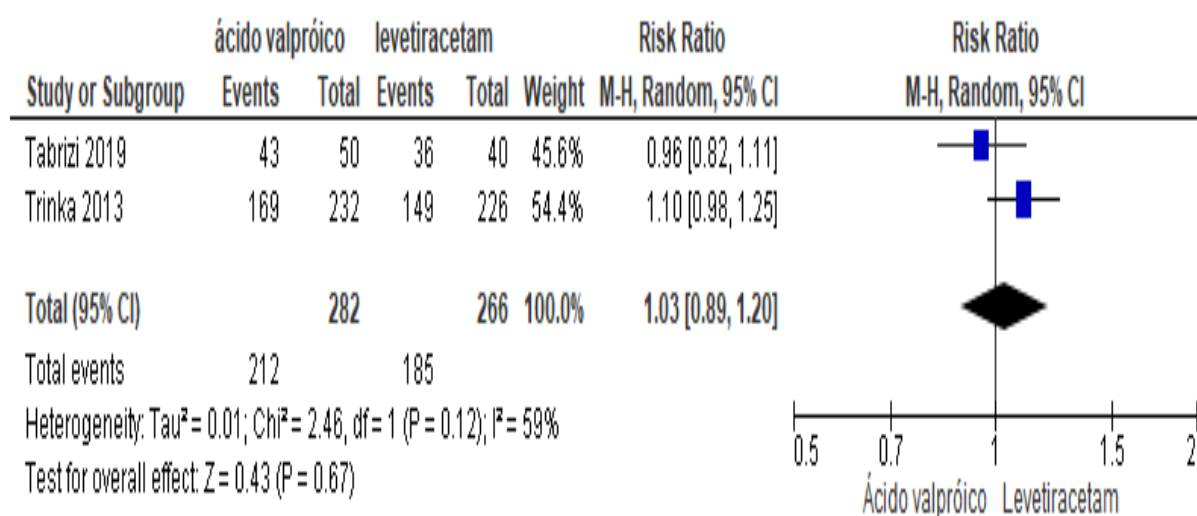 ácido valpróico levetiracetam Risk Ratio Risk Ratio
Study or Subgroup Events Total Events Total Weight M-H, Random, 95% CI M-H, Random, 95% CI
Tabrizi 2019 43 50 36 40 45.6% 0.96 [0.82, 1.11]
Trinka 2013 169 232 149 226 54.4% 1.10 [0.98, 1.25]
Total (95% CI) 282 266 100.0% 1.03 [0.89, 1.20]
Total events 212 185
Heterogeneity: Tau² = 0.01; Chi² = 2.46, df = 1 (P = 0.12); I² = 59%
Test for overall effect: Z = 0.43 (P = 0.67)
0.5 0.7 1 1.5 2
Ácido valpróico Levetiracetam